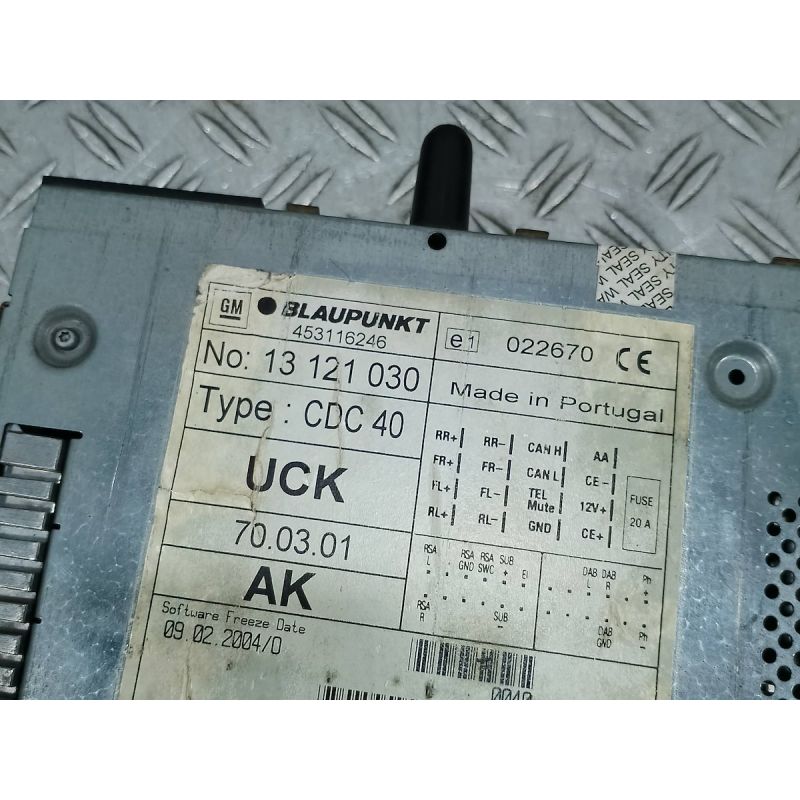 GM BLAUPUNKT
453116246
e1 022670 CE
No: 13 121 030
Made in Portugal
Type : CDC 40
UCK
70.03.01
AK
Software Freeze Date
09.02.2004/0
RR+ RR- CAN H AA
FR+ FR- CAN L CE-
FL+ FL- TEL Mute 12V+
RL+ RL- GND CE+
FUSE
20 A
RSA L RSA GND RSA SWC SUB + DAB L DAB R Ph +
RSA R SUB - DAB GND Ph -
SEAL